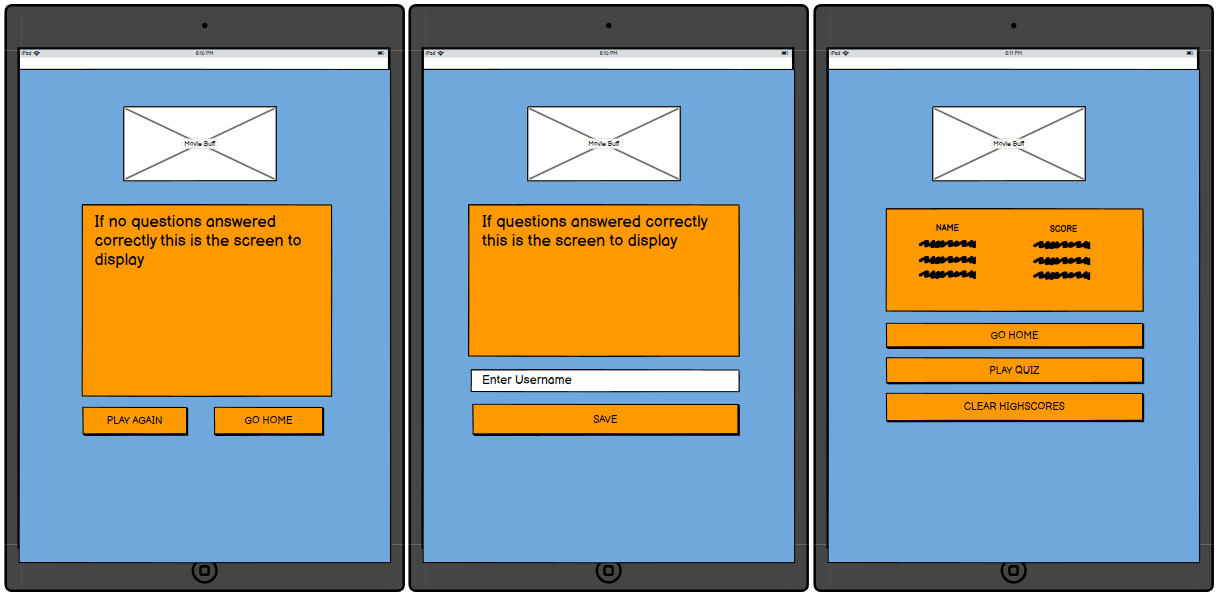 iPad
6:10 PM
Movie Buff
If no questions answered
correctly this is the screen to
display
PLAY AGAIN
GO HOME
iPad
6:10 PM
Movie Buff
If questions answered correctly
this is the screen to display
Enter Username
SAVE
iPad
6:11 PM
Movie Buff
NAME SCORE
GO HOME
PLAY QUIZ
CLEAR HIGHSCORES